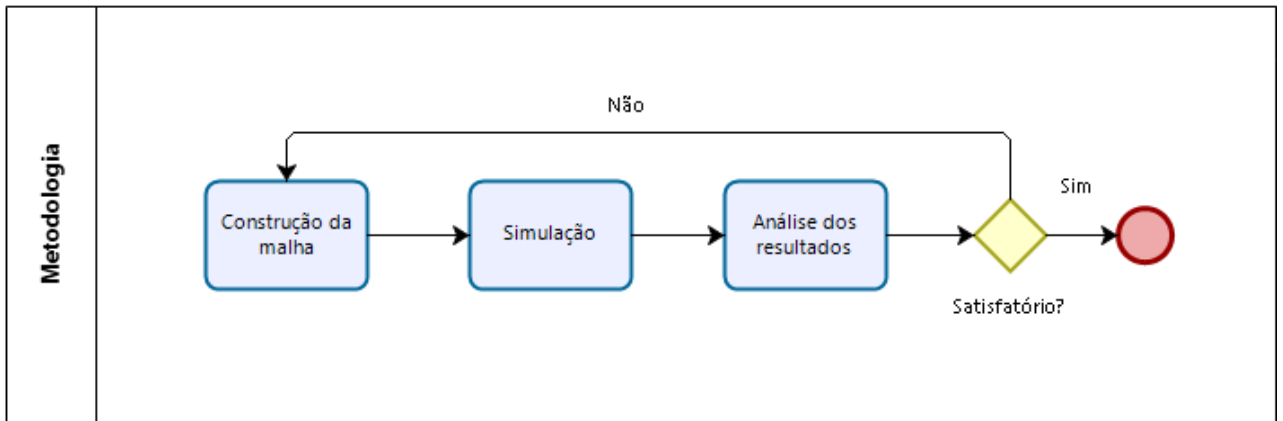 Metodologia
Não
Construção da
malha
Simulação
Análise dos
resultados
Sim
Satisfatório?